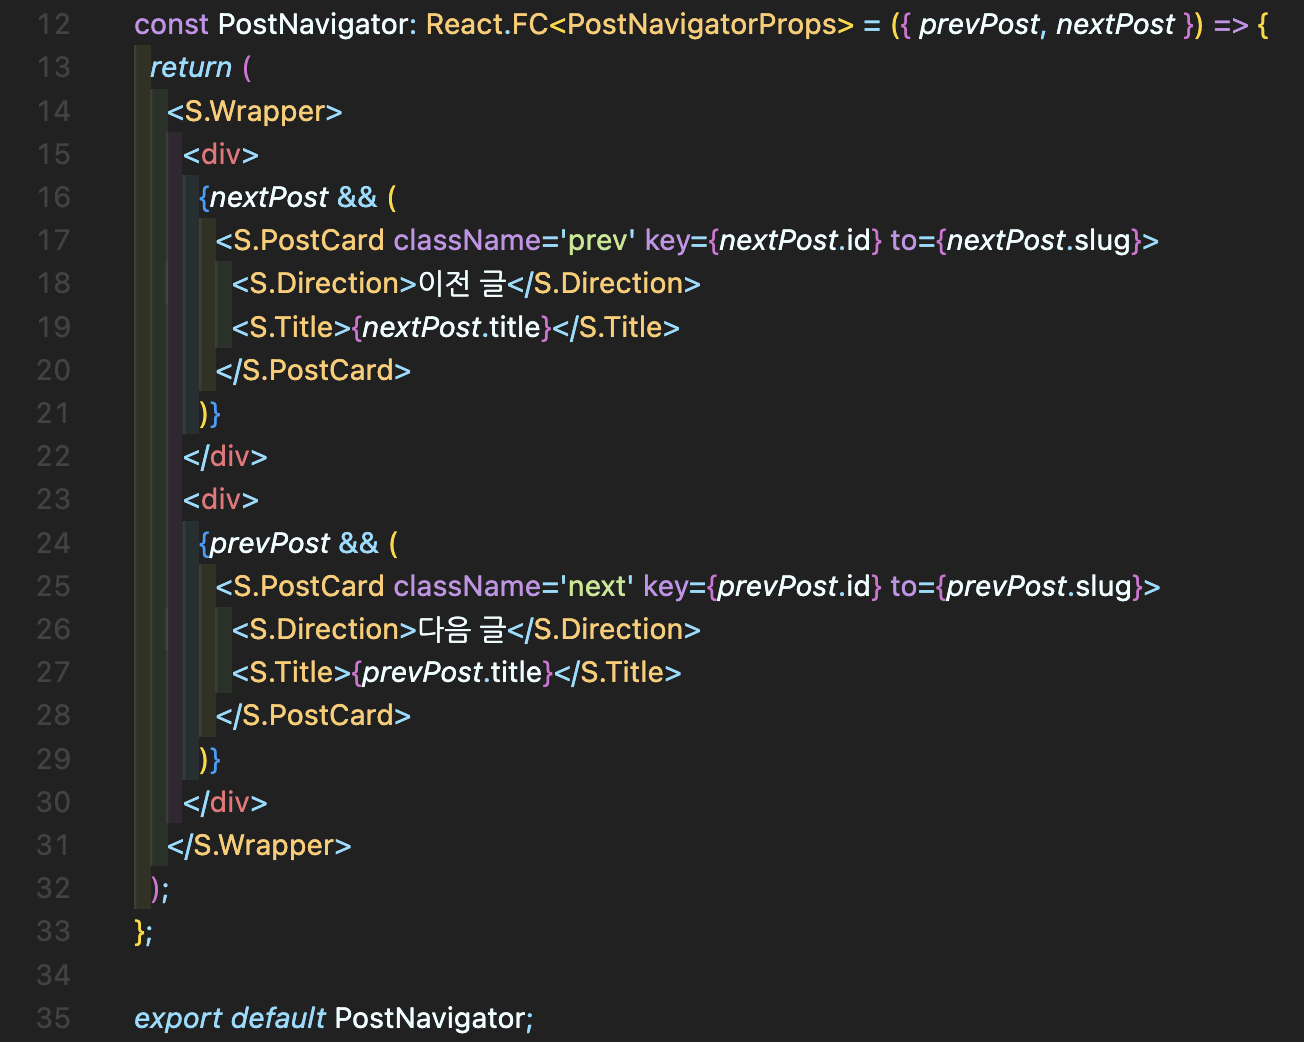 12 const PostNavigator: React.FC<PostNavigatorProps> = ({ prevPost, nextPost }) => {
13 return (
14 <S.Wrapper>
15 <div>
16 {nextPost && (
17 <S.PostCard className='prev' key={nextPost.id} to={nextPost.slug}>
18 <S.Direction>이전 글</S.Direction>
19 <S.Title>{nextPost.title}</S.Title>
20 </S.PostCard>
21 )}
22 </div>
23 <div>
24 {prevPost && (
25 <S.PostCard className='next' key={prevPost.id} to={prevPost.slug}>
26 <S.Direction>다음 글</S.Direction>
27 <S.Title>{prevPost.title}</S.Title>
28 </S.PostCard>
29 )}
30 </div>
31 </S.Wrapper>
32 );
33 };
34
35 export default PostNavigator;